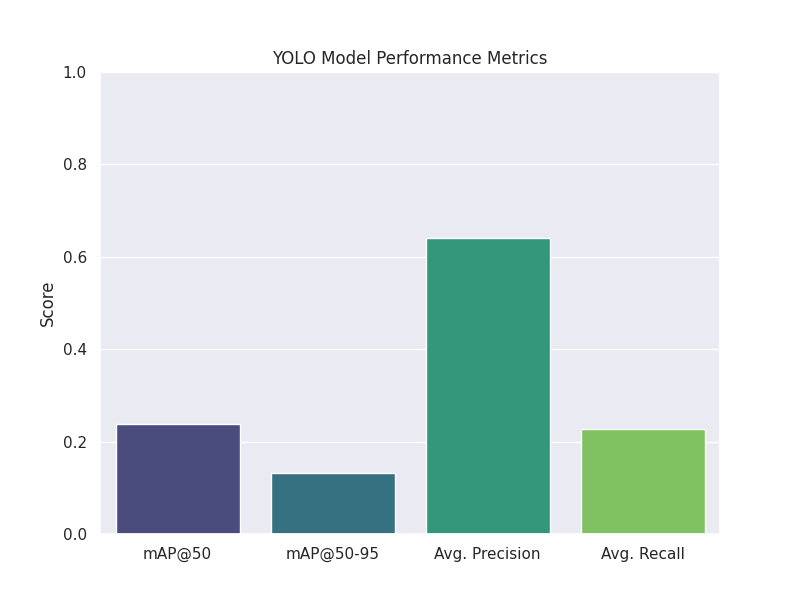 YOLO Model Performance Metrics
1.0
0.8
0.6
0.4
0.2
0.0
Score
mAP@50
mAP@50-95
Avg. Precision
Avg. Recall